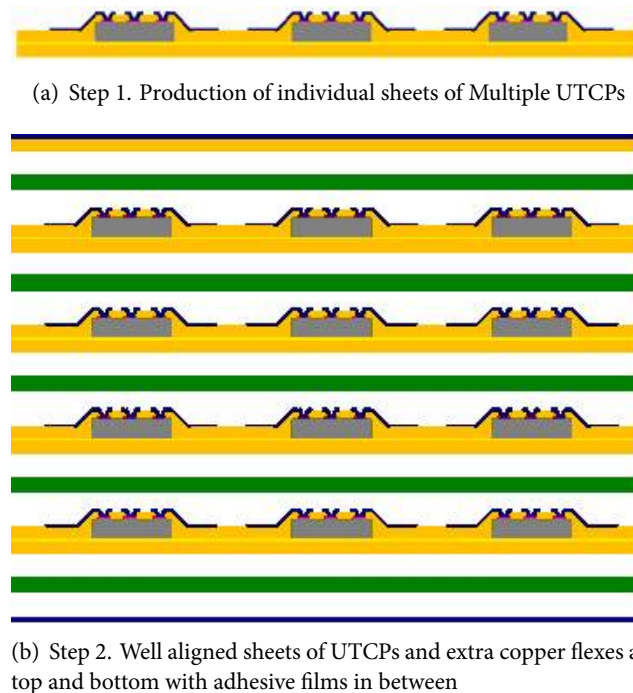 (a) Step 1. Production of individual sheets of Multiple UTCPs
(b) Step 2. Well aligned sheets of UTCPs and extra copper flexes a
top and bottom with adhesive films in between